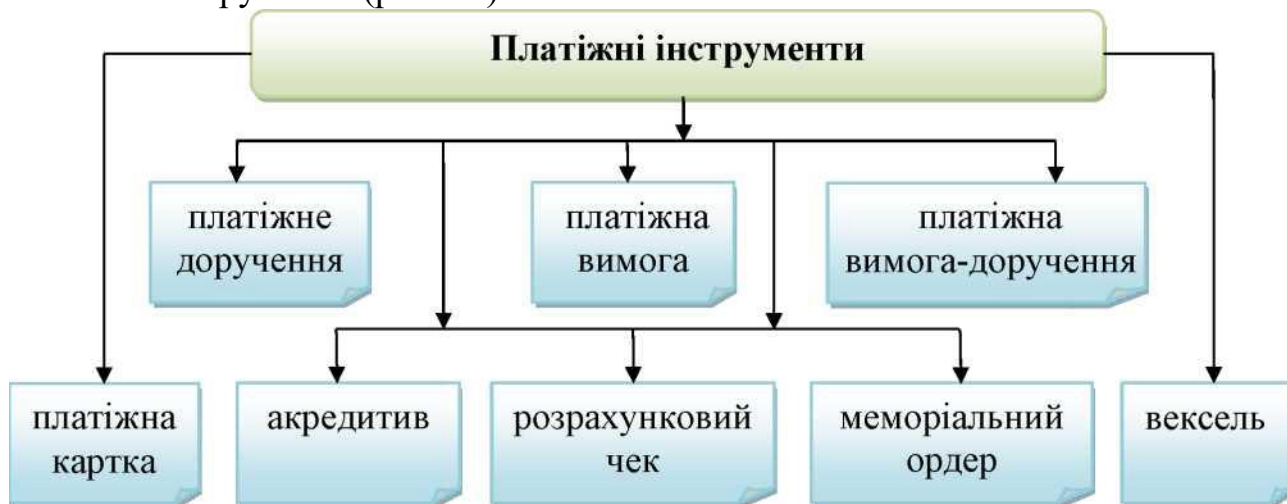 Платіжні інструменти
платіжне
доручення
платіжна
вимога
платіжна
вимога-доручення
платіжна
картка
акредитив
розрахунковий
чек
меморіальний
ордер
вексель